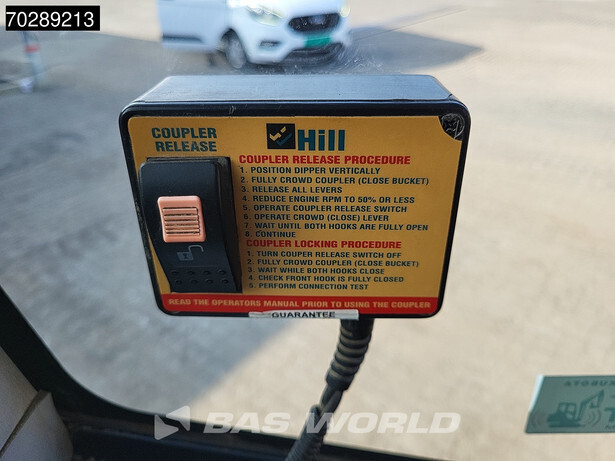 70289213
COUPLER
RELEASE
Hill
COUPLER RELEASE PROCEDURE
1. POSITION DIPPER VERTICALLY
2. FULLY CROWD COUPLER (CLOSE BUCKET)
3. RELEASE ALL LEVERS
4. REDUCE ENGINE RPM TO 50% OR LESS
5. OPERATE COUPLER RELEASE SWITCH
6. OPERATE CROWD (CLOSE) LEVER
7. WAIT UNTIL BOTH HOOKS ARE FULLY OPEN
8. CONTINUE
COUPLER LOCKING PROCEDURE
1. TURN COUPER RELEASE SWITCH OFF
2. FULLY CROWD COUPLER (CLOSE BUCKET)
3. WAIT WHILE BOTH HOOKS CLOSE
4. CHECK FRONT HOOK IS FULLY CLOSED
5. PERFORM CONNECTION TEST
READ THE OPERATORS MANUAL PRIOR TO USING THE COUPLER
GUARANTEE
BAS WORLD